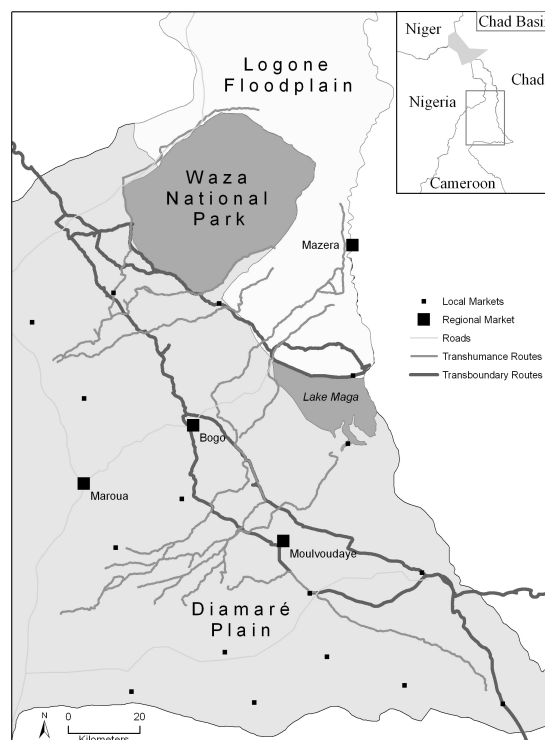 Logone
Floodplain
Chad Basin
Niger
Chad
Nigeria
Cameroon
Waza
National
Park
Mazera
Local Markets
Regional Market
Roads
Transhumance Routes
Transboundary Routes
Lake Maga
Bogo
Maroua
Moulvoudaye
Diamaré
Plain
N
0 20
Kilometers